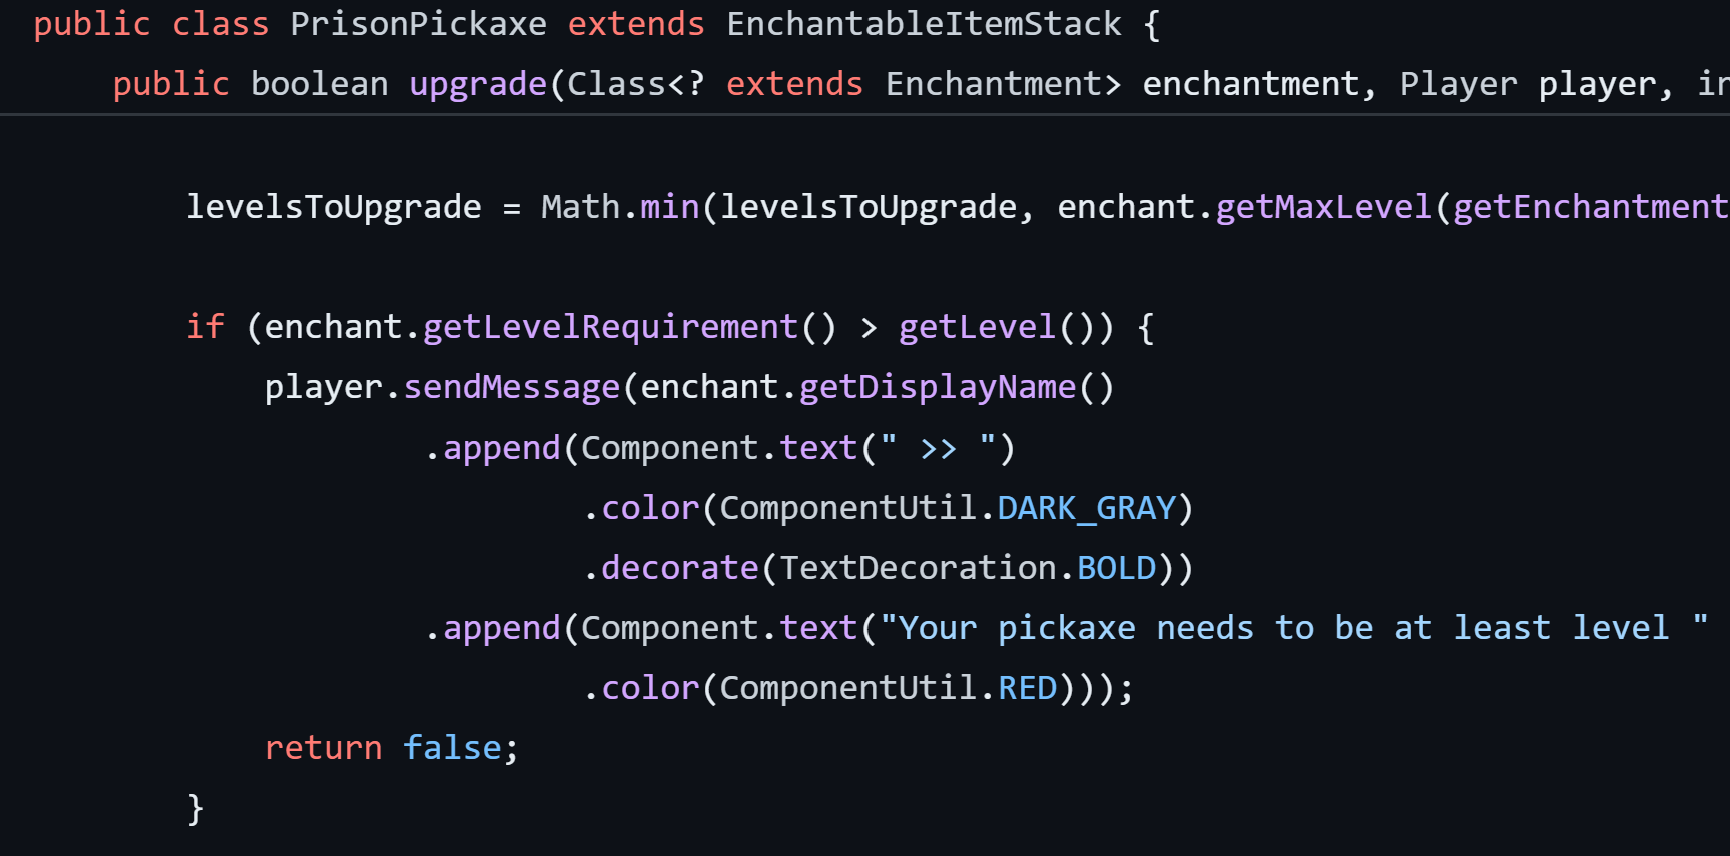 public class PrisonPickaxe extends EnchantableItemStack {
public boolean upgrade(Class<? extends Enchantment> enchantment, Player player, in
levelsToUpgrade = Math.min(levelsToUpgrade, enchant.getMaxLevel(getEnchantment
if (enchant.getLevelRequirement() > getLevel()) {
player.sendMessage(enchant.getDisplayName()
.append(Component.text(" >> ")
.color(ComponentUtil.DARK_GRAY)
.decorate(TextDecoration.BOLD))
.append(Component.text("Your pickaxe needs to be at least level "
.color(ComponentUtil.RED)));
return false;
}